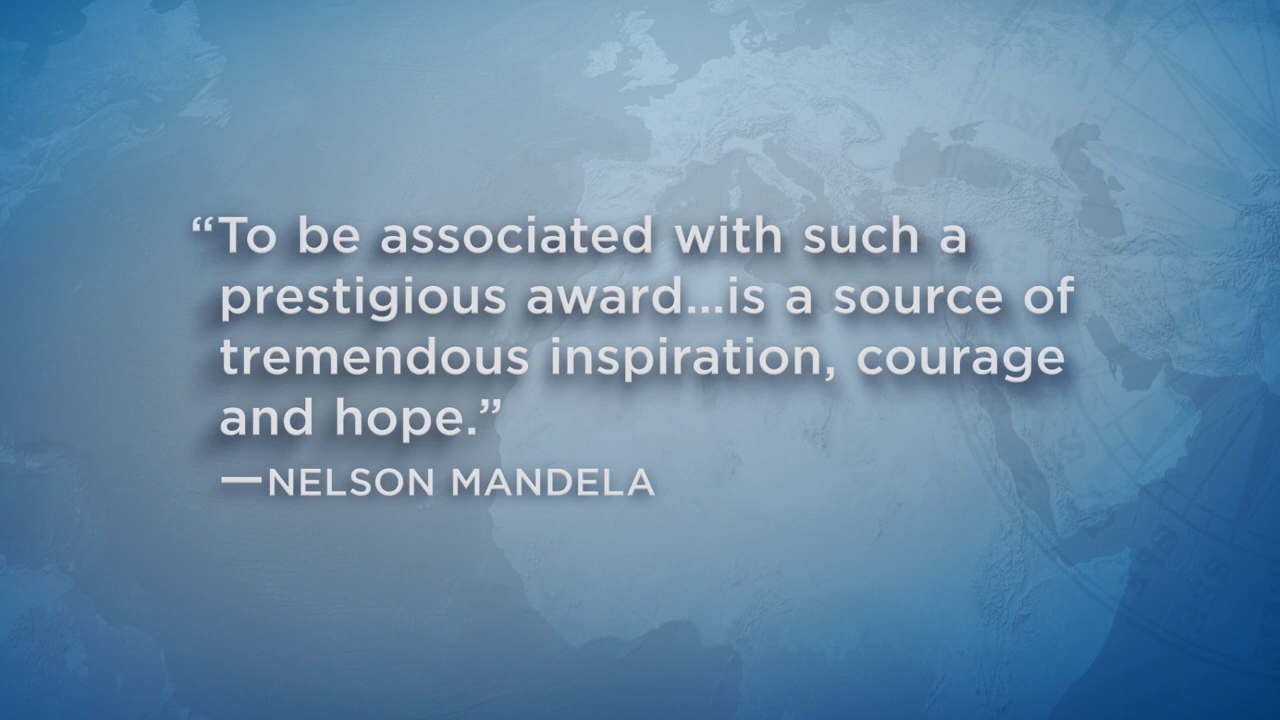 “To be associated with such a
prestigious award...is a source of
tremendous inspiration, courage
and hope.”
—NELSON MANDELA